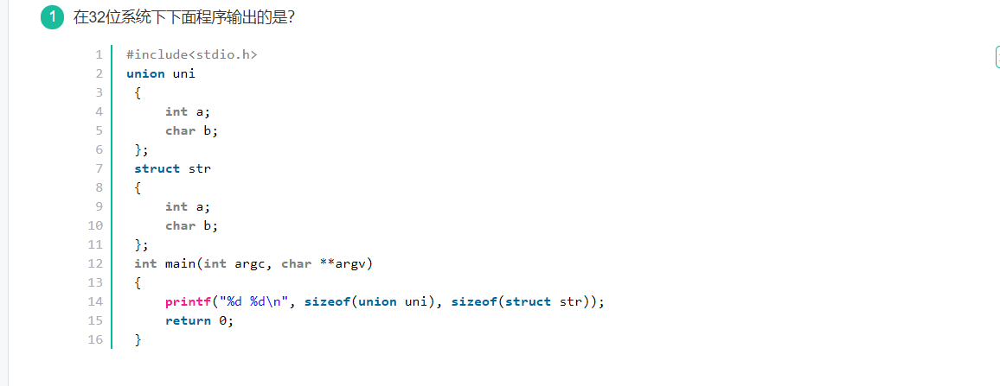 1 在32位系统下下面程序输出的是?
1 #include<stdio.h>
2 union uni
3 {
4 int a;
5 char b;
6 };
7 struct str
8 {
9 int a;
10 char b;
11 };
12 int main(int argc, char **argv)
13 {
14 printf("%d %d\n", sizeof(union uni), sizeof(struct str));
15 return 0;
16 }